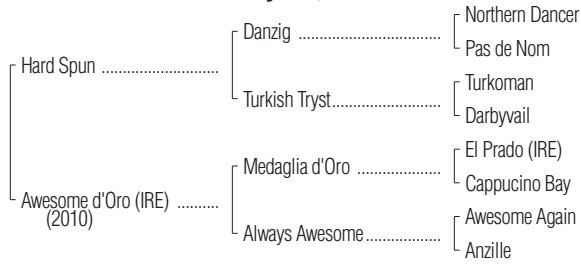 Northern Dancer
Danzig ..............................
Pas de Nom
Hard Spun ...........................
Turkoman
Turkish Tryst.......................
Darbyvail
El Prado (IRE)
Medaglia d'Oro ...................
Cappucino Bay
Awesome d'Oro (IRE) ..........
(2010)
Awesome Again
Always Awesome.................
Anzille